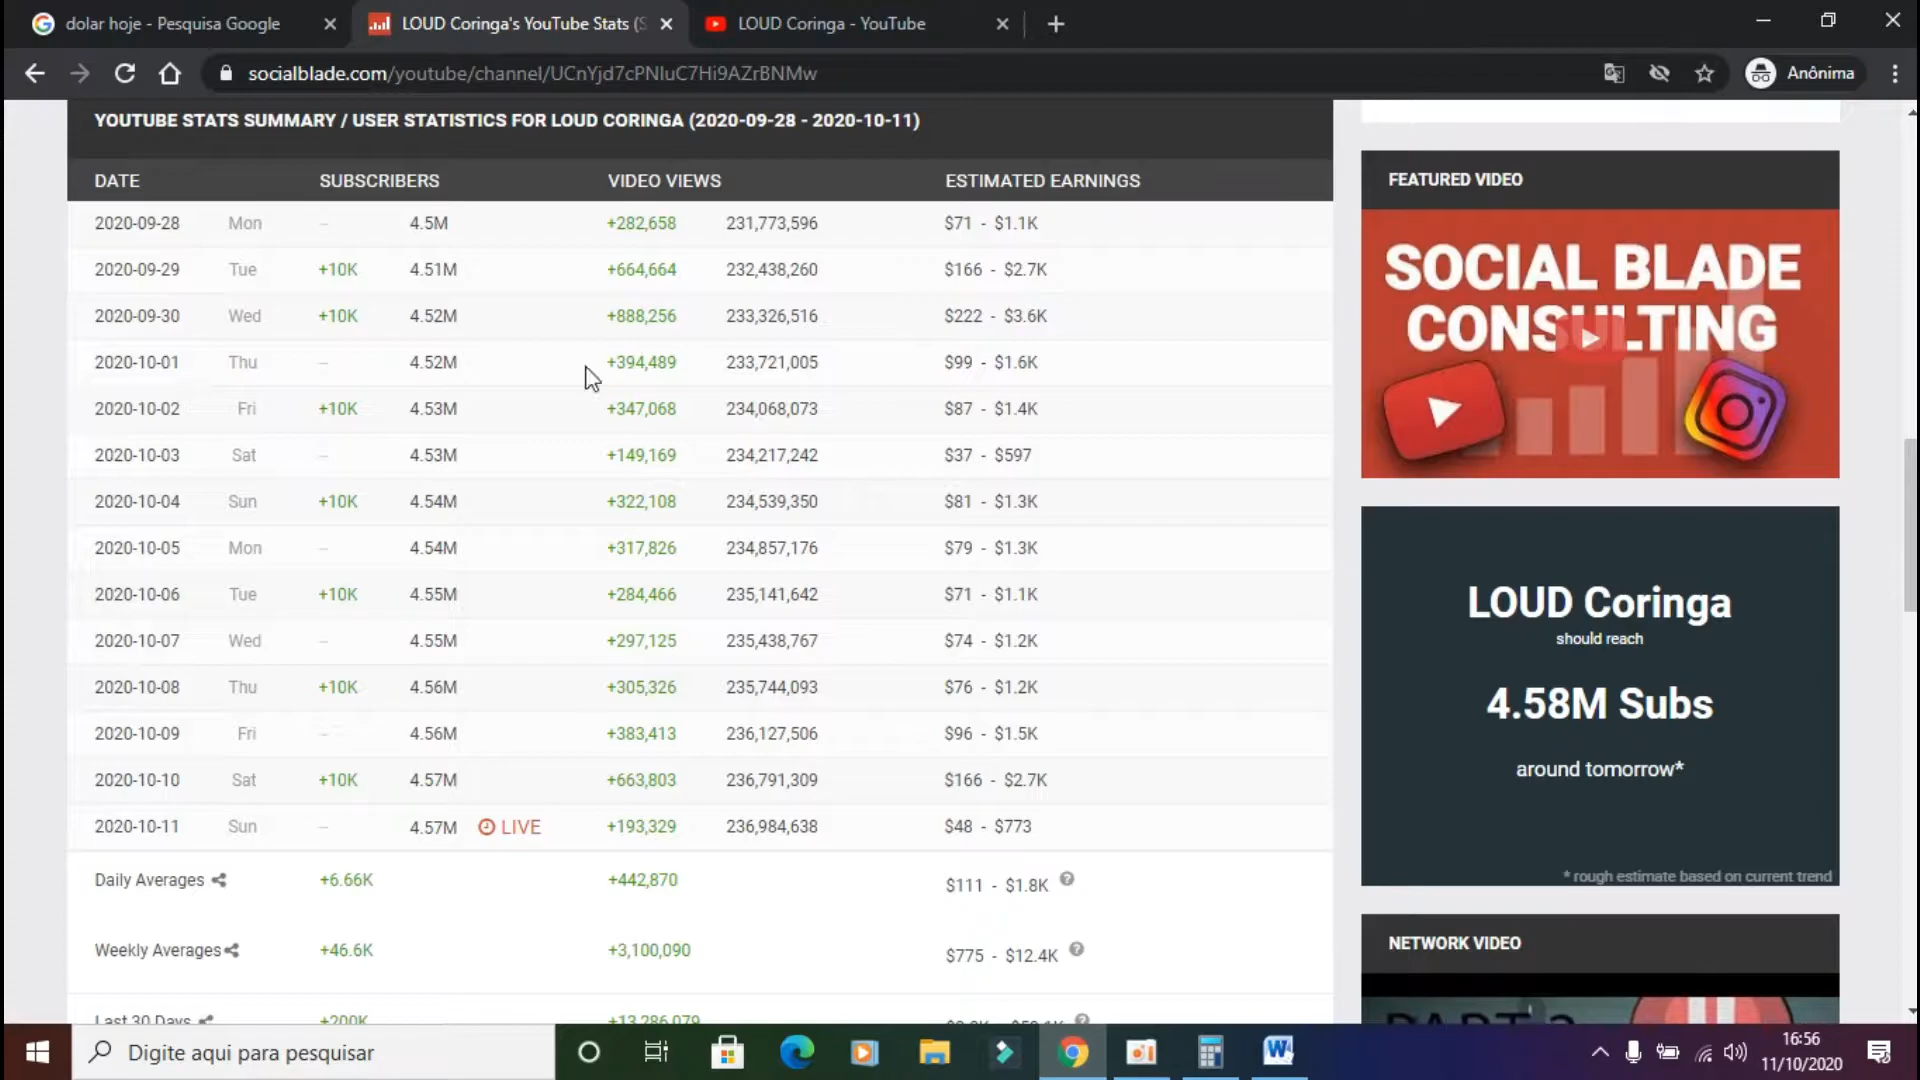 dolar hoje - Pesquisa Google
LOUD Coringa's YouTube Stats (S
LOUD Coringa - YouTube
socialblade.com/youtube/channel/UCnYjd7cPNIuC7Hi9AZrBNMw
Anônima
YOUTUBE STATS SUMMARY / USER STATISTICS FOR LOUD CORINGA (2020-09-28 - 2020-10-11)
DATE SUBSCRIBERS VIDEO VIEWS ESTIMATED EARNINGS
2020-09-28 Mon -- 4.5M +282,658 231,773,596 $71 - $1.1K
2020-09-29 Tue +10K 4.51M +664,664 232,438,260 $166 - $2.7K
2020-09-30 Wed +10K 4.52M +888,256 233,326,516 $222 - $3.6K
2020-10-01 Thu -- 4.52M +394,489 233,721,005 $99 - $1.6K
2020-10-02 Fri +10K 4.53M +347,068 234,068,073 $87 - $1.4K
2020-10-03 Sat -- 4.53M +149,169 234,217,242 $37 - $597
2020-10-04 Sun +10K 4.54M +322,108 234,539,350 $81 - $1.3K
2020-10-05 Mon -- 4.54M +317,826 234,857,176 $79 - $1.3K
2020-10-06 Tue +10K 4.55M +284,466 235,141,642 $71 - $1.1K
2020-10-07 Wed -- 4.55M +297,125 235,438,767 $74 - $1.2K
2020-10-08 Thu +10K 4.56M +305,326 235,744,093 $76 - $1.2K
2020-10-09 Fri -- 4.56M +383,413 236,127,506 $96 - $1.5K
2020-10-10 Sat +10K 4.57M +663,803 236,791,309 $166 - $2.7K
2020-10-11 Sun -- 4.57M LIVE +193,329 236,984,638 $48 - $773
Daily Averages +6.66K +442,870 $111 - $1.8K
Weekly Averages +46.6K +3,100,090 $775 - $12.4K
Last 30 Days +200K +13,286,079
FEATURED VIDEO
SOCIAL BLADE
CONSULTING
LOUD Coringa
should reach
4.58M Subs
around tomorrow*
* rough estimate based on current trend
NETWORK VIDEO
Digite aqui para pesquisar
16:56
11/10/2020